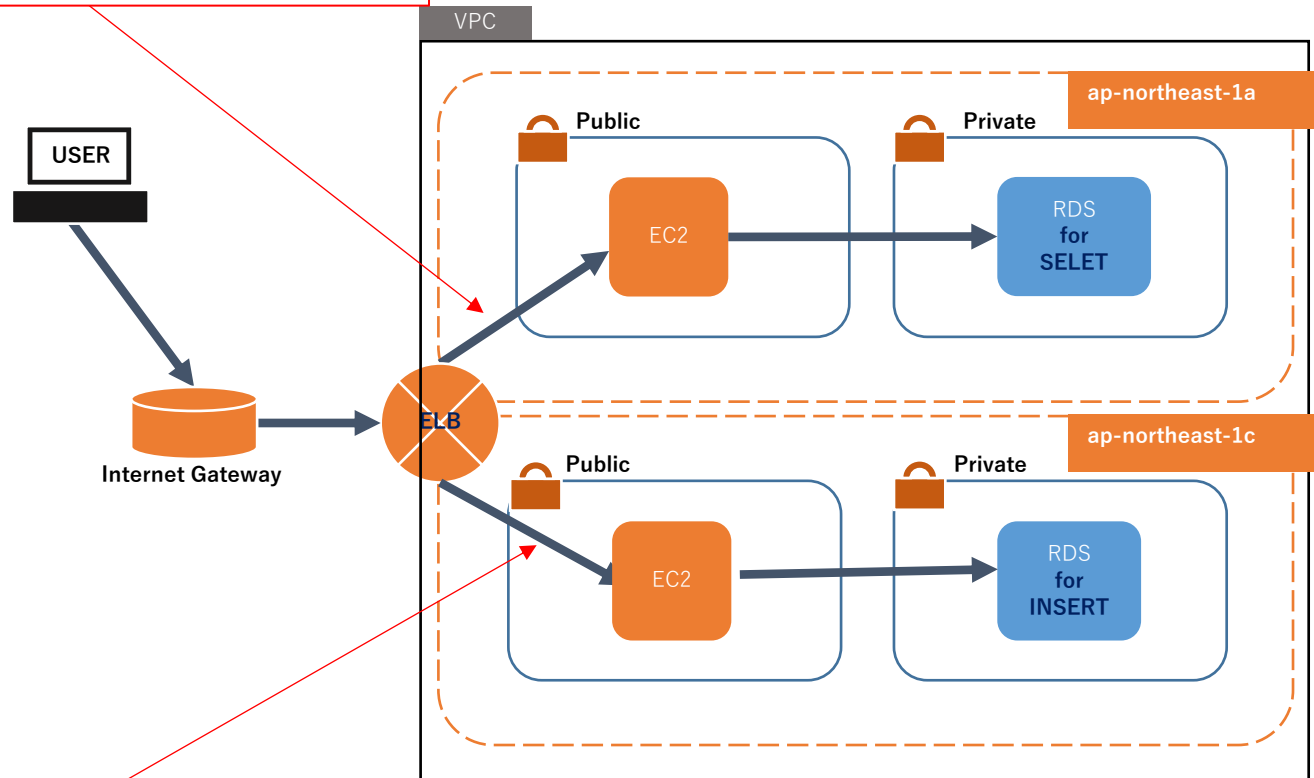 VPC
ap-northeast-1a
Public
Private
USER
EC2
RDS
for
SELET
ELB
Internet Gateway
ap-northeast-1c
Public
Private
EC2
RDS
for
INSERT